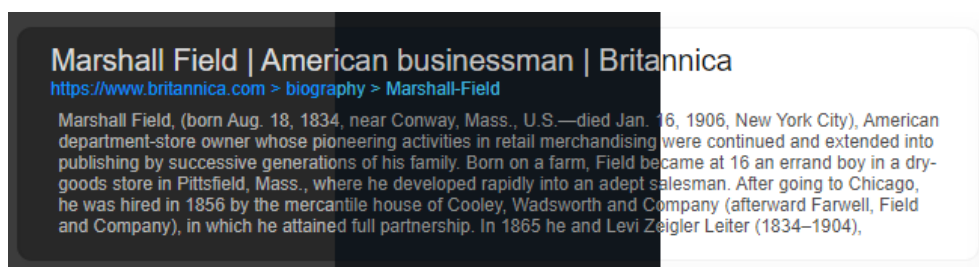 Marshall Field | American businessman | Britannica
https://www.britannica.com > biography > Marshall-Field
Marshall Field, (born Aug. 18, 1834, near Conway, Mass., U.S.—died Jan. 16, 1906, New York City), American
department-store owner whose pioneering activities in retail merchandising were continued and extended into
publishing by successive generations of his family. Born on a farm, Field became at 16 an errand boy in a dry-
goods store in Pittsfield, Mass., where he developed rapidly into an adept salesman. After going to Chicago,
he was hired in 1856 by the mercantile house of Cooley, Wadsworth and Company (afterward Farwell, Field
and Company), in which he attained full partnership. In 1865 he and Levi Zeigler Leiter (1834–1904),